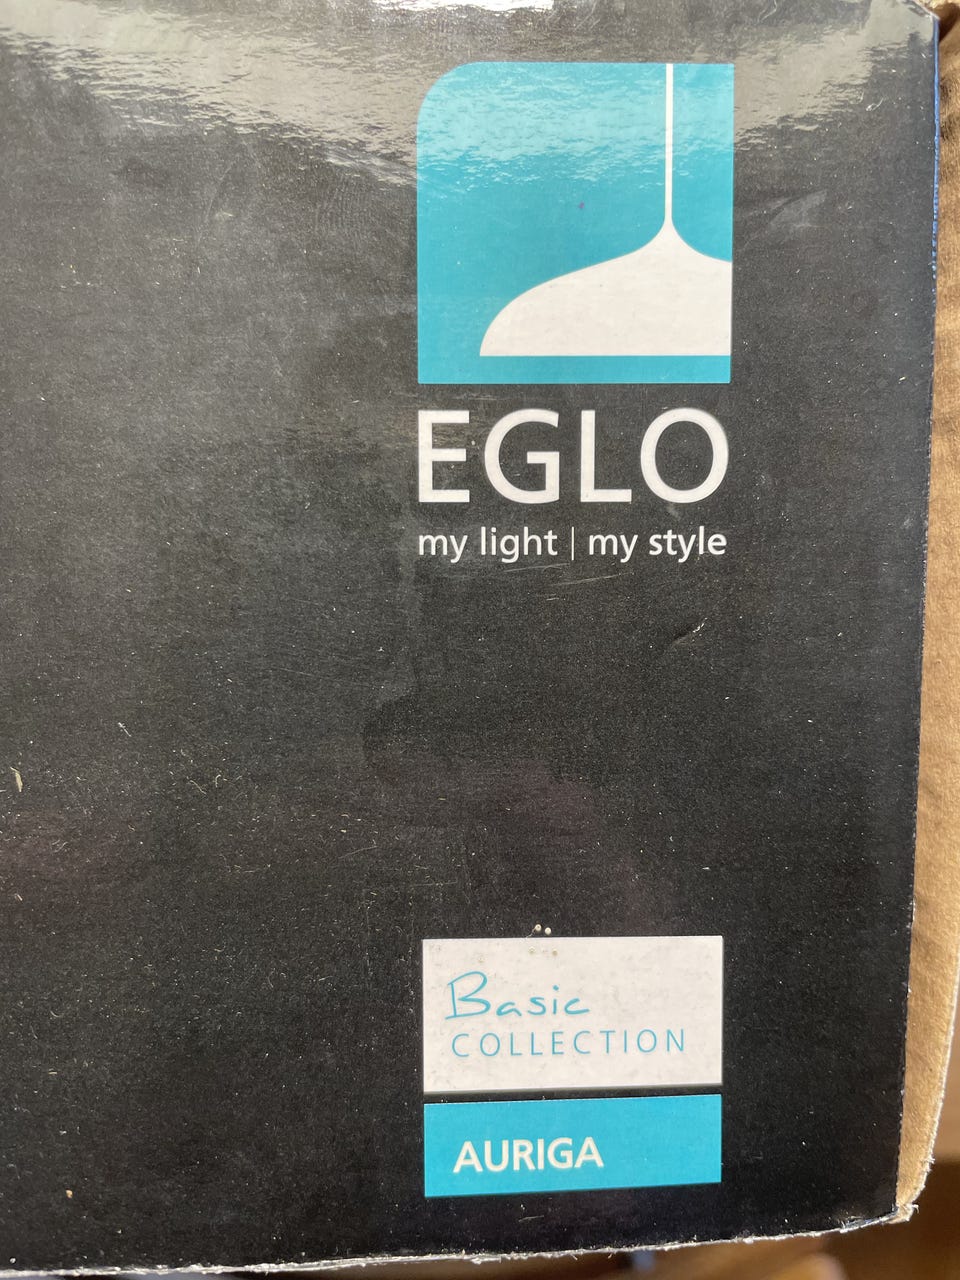 EGLO
my light | my style
Basic
COLLECTION
AURIGA